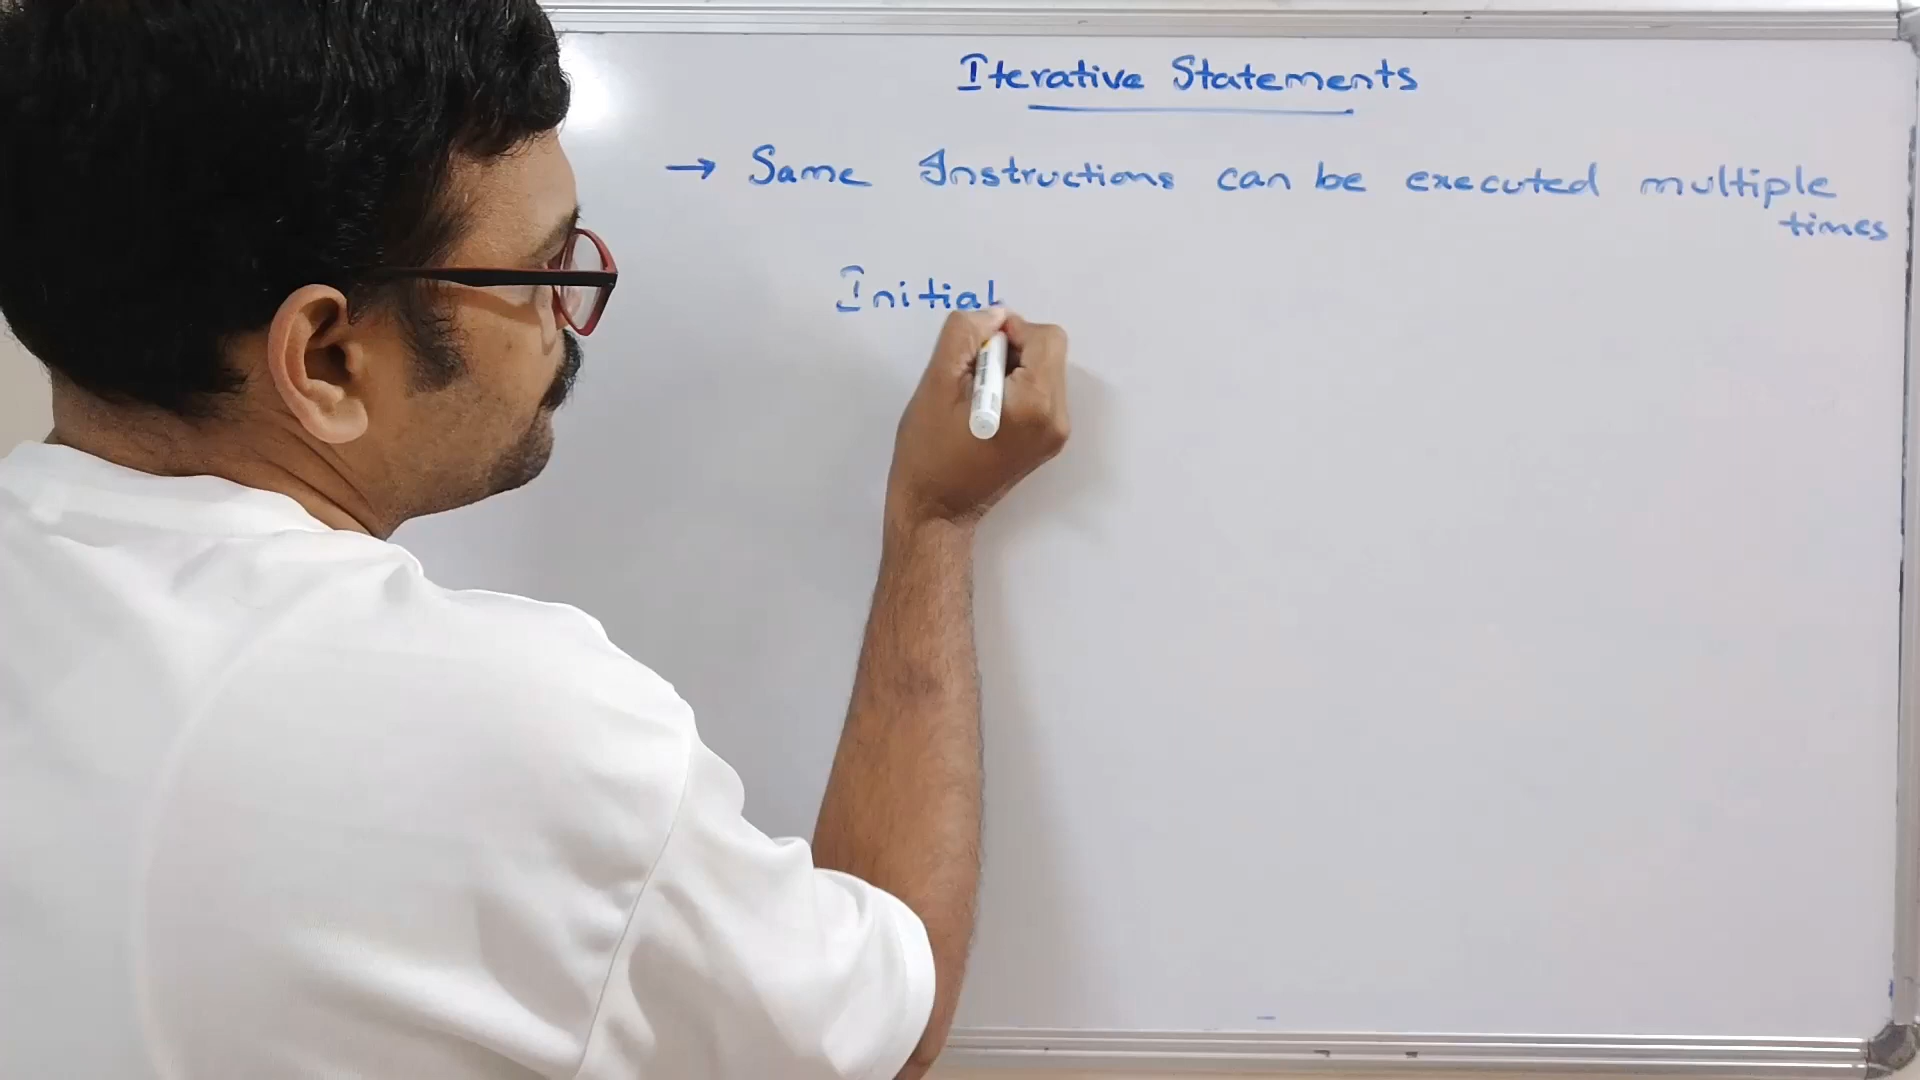 Iterative Statements
→ Same Instructions can be executed multiple
times
Initial